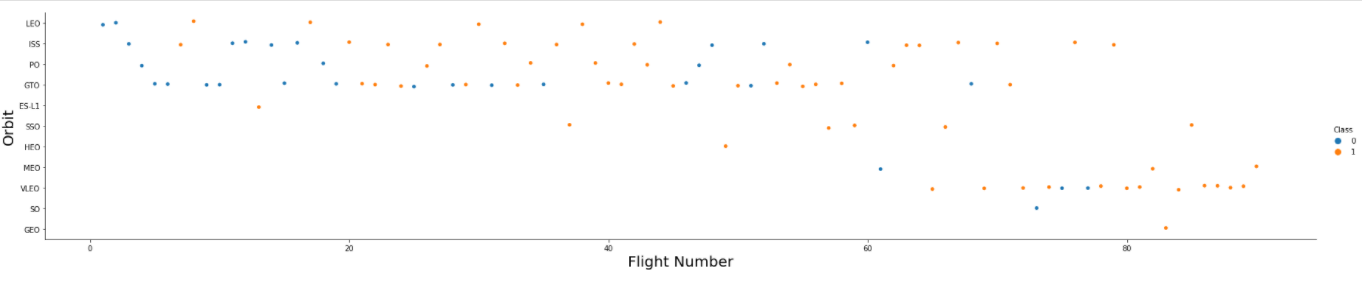 Orbit
LEO
ISS
PO
GTO
ES-L1
SSO
HEO
MEO
VLEO
SO
GEO
0 20 40 60 80
Flight Number
Class
0
1